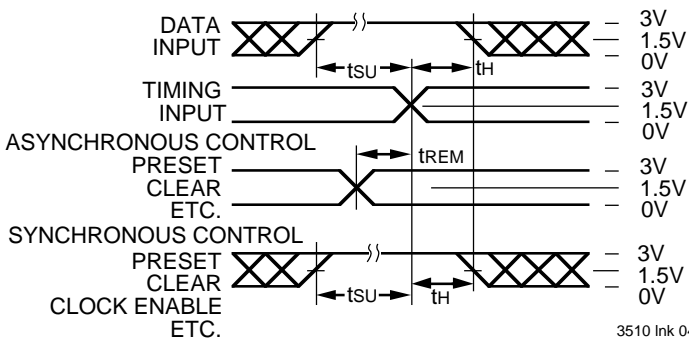 DATA
INPUT
3V
1.5V
0V
tSU
tH
TIMING
INPUT
3V
1.5V
0V
ASYNCHRONOUS CONTROL
PRESET
CLEAR
ETC.
tREM
3V
1.5V
0V
SYNCHRONOUS CONTROL
PRESET
CLEAR
CLOCK ENABLE
ETC.
tSU
tH
3V
1.5V
0V